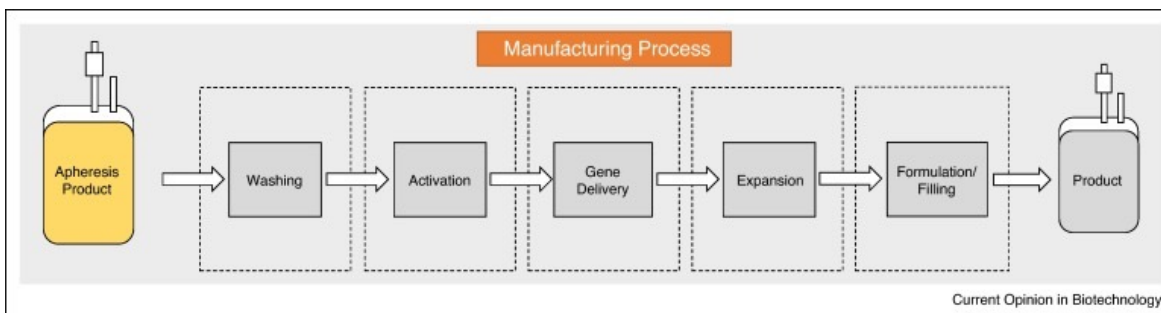 Manufacturing Process
Apheresis
Product
Washing
Activation
Gene
Delivery
Expansion
Formulation/
Filling
Product
Current Opinion in Biotechnology